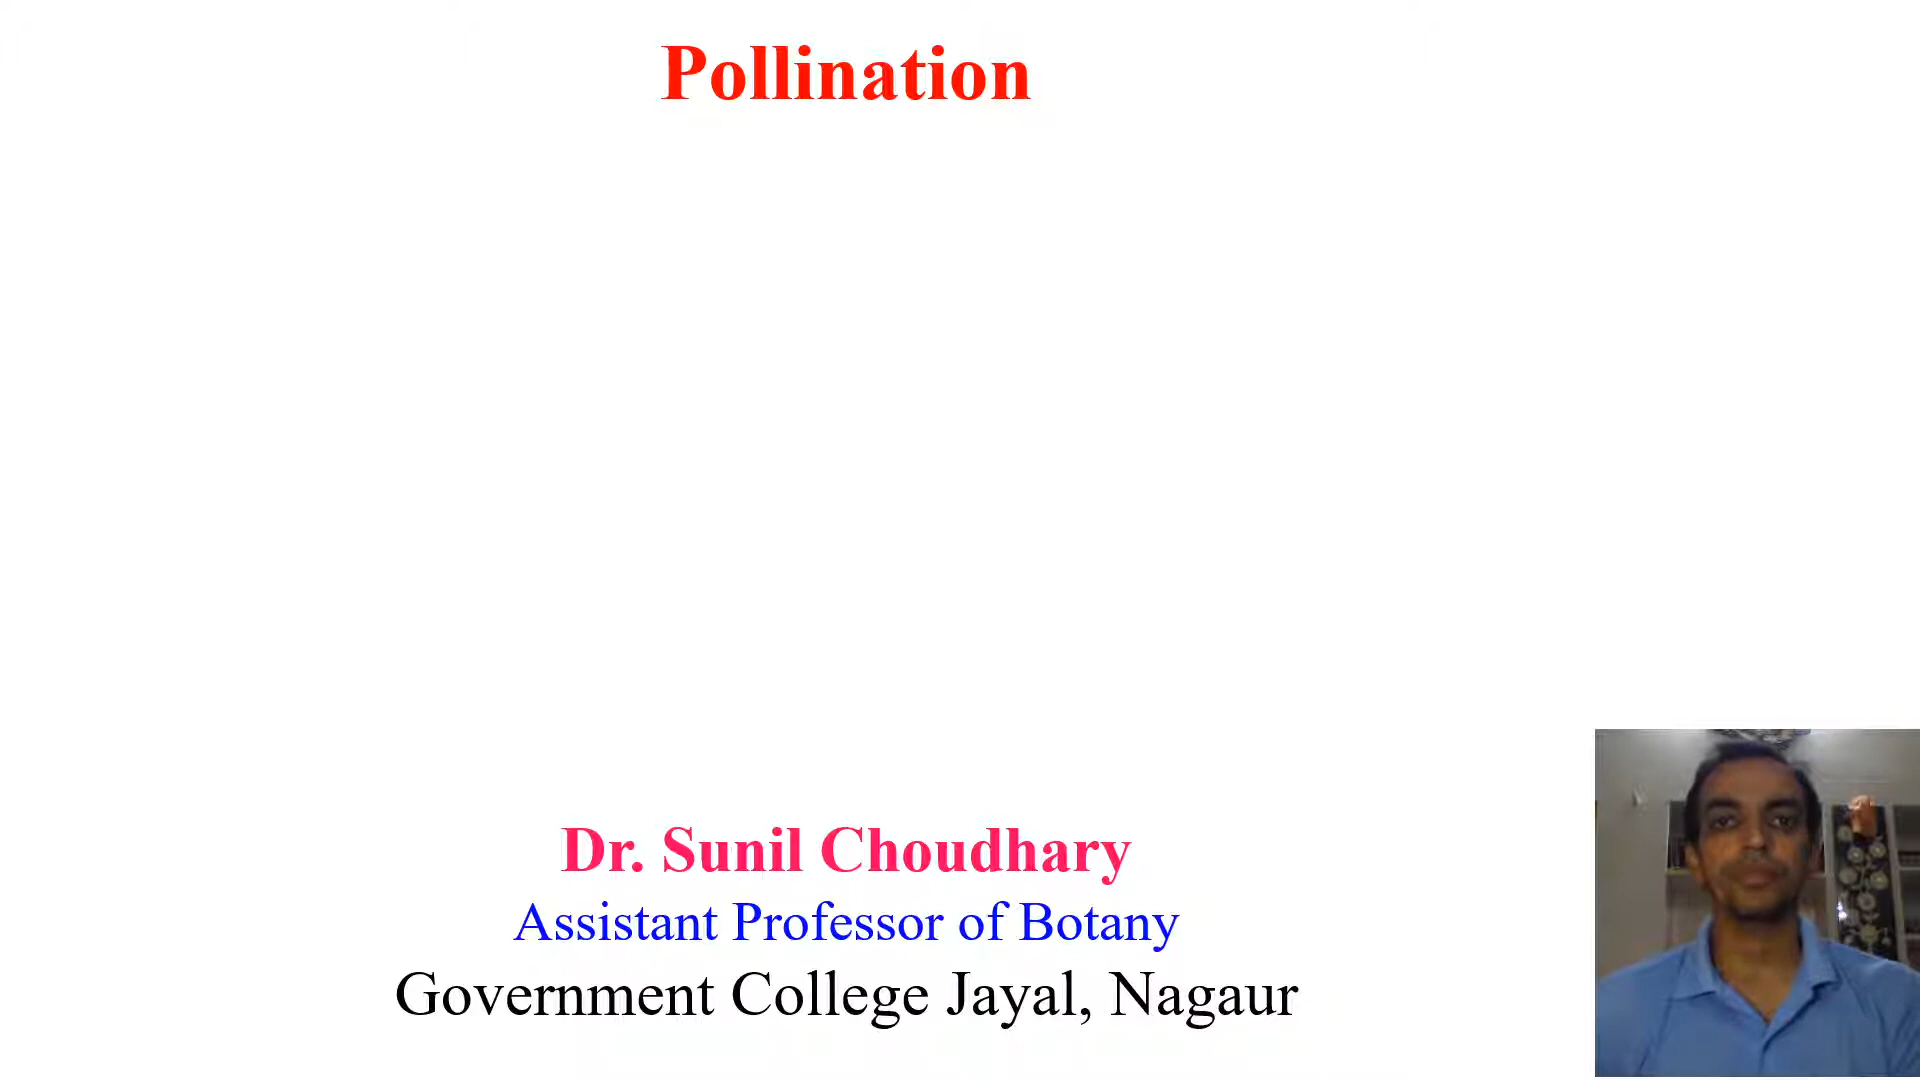 Pollination
Dr. Sunil Choudhary
Assistant Professor of Botany
Government College Jayal, Nagaur